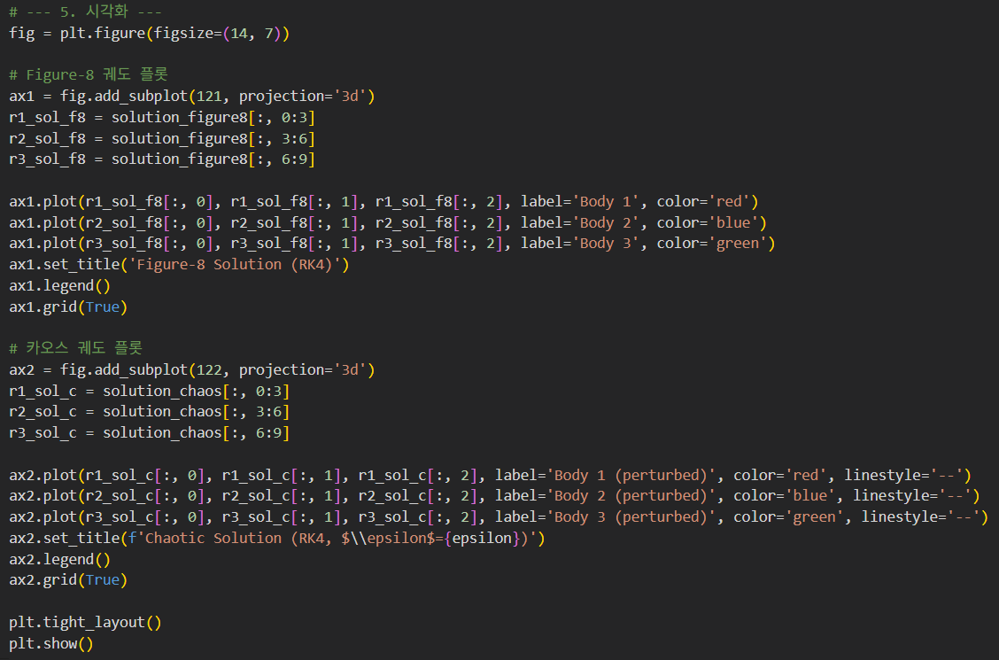 # --- 5. 시각화 ---
fig = plt.figure(figsize=(14, 7))
# Figure-8 궤도 플롯
ax1 = fig.add_subplot(121, projection='3d')
r1_sol_f8 = solution_figure8[:, 0:3]
r2_sol_f8 = solution_figure8[:, 3:6]
r3_sol_f8 = solution_figure8[:, 6:9]
ax1.plot(r1_sol_f8[:, 0], r1_sol_f8[:, 1], r1_sol_f8[:, 2], label='Body 1', color='red')
ax1.plot(r2_sol_f8[:, 0], r2_sol_f8[:, 1], r2_sol_f8[:, 2], label='Body 2', color='blue')
ax1.plot(r3_sol_f8[:, 0], r3_sol_f8[:, 1], r3_sol_f8[:, 2], label='Body 3', color='green')
ax1.set_title('Figure-8 Solution (RK4)')
ax1.legend()
ax1.grid(True)
# 카오스 궤도 플롯
ax2 = fig.add_subplot(122, projection='3d')
r1_sol_c = solution_chaos[:, 0:3]
r2_sol_c = solution_chaos[:, 3:6]
r3_sol_c = solution_chaos[:, 6:9]
ax2.plot(r1_sol_c[:, 0], r1_sol_c[:, 1], r1_sol_c[:, 2], label='Body 1 (perturbed)', color='red', linestyle='--')
ax2.plot(r2_sol_c[:, 0], r2_sol_c[:, 1], r2_sol_c[:, 2], label='Body 2 (perturbed)', color='blue', linestyle='--')
ax2.plot(r3_sol_c[:, 0], r3_sol_c[:, 1], r3_sol_c[:, 2], label='Body 3 (perturbed)', color='green', linestyle='--')
ax2.set_title(f'Chaotic Solution (RK4, $\\epsilon$={epsilon})')
ax2.legend()
ax2.grid(True)
plt.tight_layout()
plt.show()